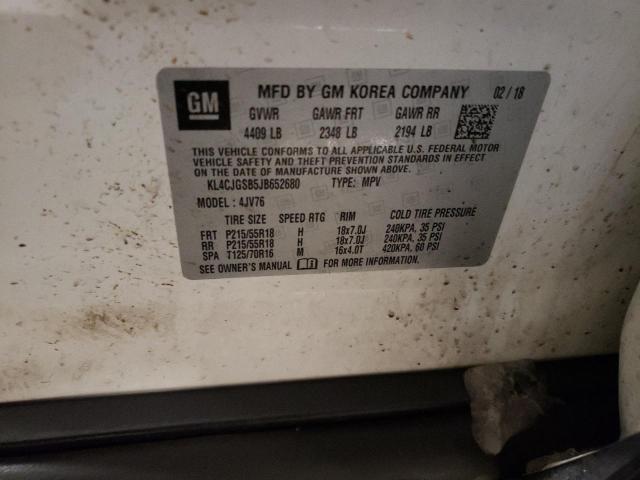 GM MFD BY GM KOREA COMPANY 02 / 18
GVWR GAWR FRT GAWR RR
4409 LB 2348 LB 2194 LB
THIS VEHICLE CONFORMS TO ALL APPLICABLE U.S. FEDERAL MOTOR
VEHICLE SAFETY AND THEFT PREVENTION STANDARDS IN EFFECT
ON THE DATE OF MANUFACTURE SHOWN ABOVE.
KL4CJGSB5JB652680 TYPE: MPV
MODEL : 4JV76
TIRE SIZE SPEED RTG RIM COLD TIRE PRESSURE
FRT P215/55R18 H 18x7.0J 240KPA, 35 PSI
RR P215/55R18 H 18x7.0J 240KPA, 35 PSI
SPA T125/70R16 M 16x4.0T 420KPA, 60 PSI
SEE OWNER'S MANUAL FOR MORE INFORMATION.